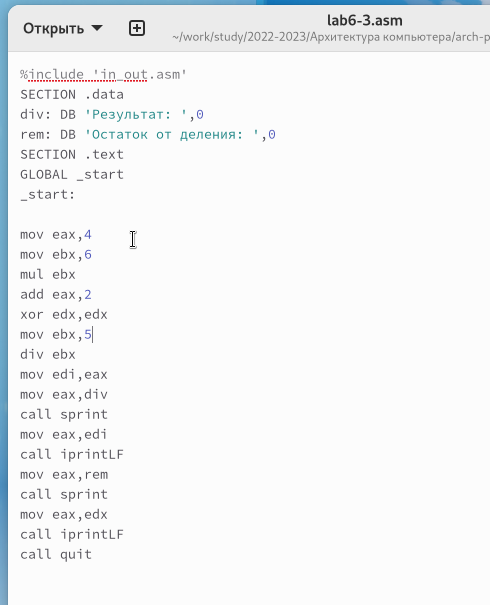 Открыть
lab6-3.asm
~/work/study/2022-2023/Архитектура компьютера/arch-p
%include 'in_out.asm'
SECTION .data
div: DB 'Результат: ',0
rem: DB 'Остаток от деления: ',0
SECTION .text
GLOBAL _start
_start:
mov eax,4
mov ebx,6
mul ebx
add eax,2
xor edx,edx
mov ebx,5
div ebx
mov edi,eax
mov eax,div
call sprint
mov eax,edi
call iprintLF
mov eax,rem
call sprint
mov eax,edx
call iprintLF
call quit